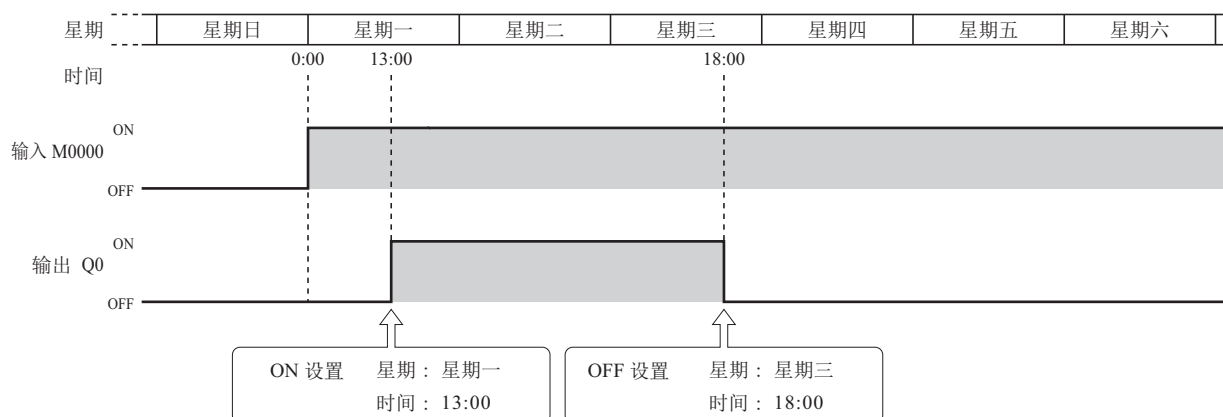 星期 星期日 星期一 星期二 星期三 星期四 星期五 星期六
时间 0:00 13:00 18:00
ON
输入 M0000
OFF
ON
输出 Q0
OFF
ON 设置 星期 : 星期一
时间 : 13:00
OFF 设置 星期 : 星期三
时间 : 18:00